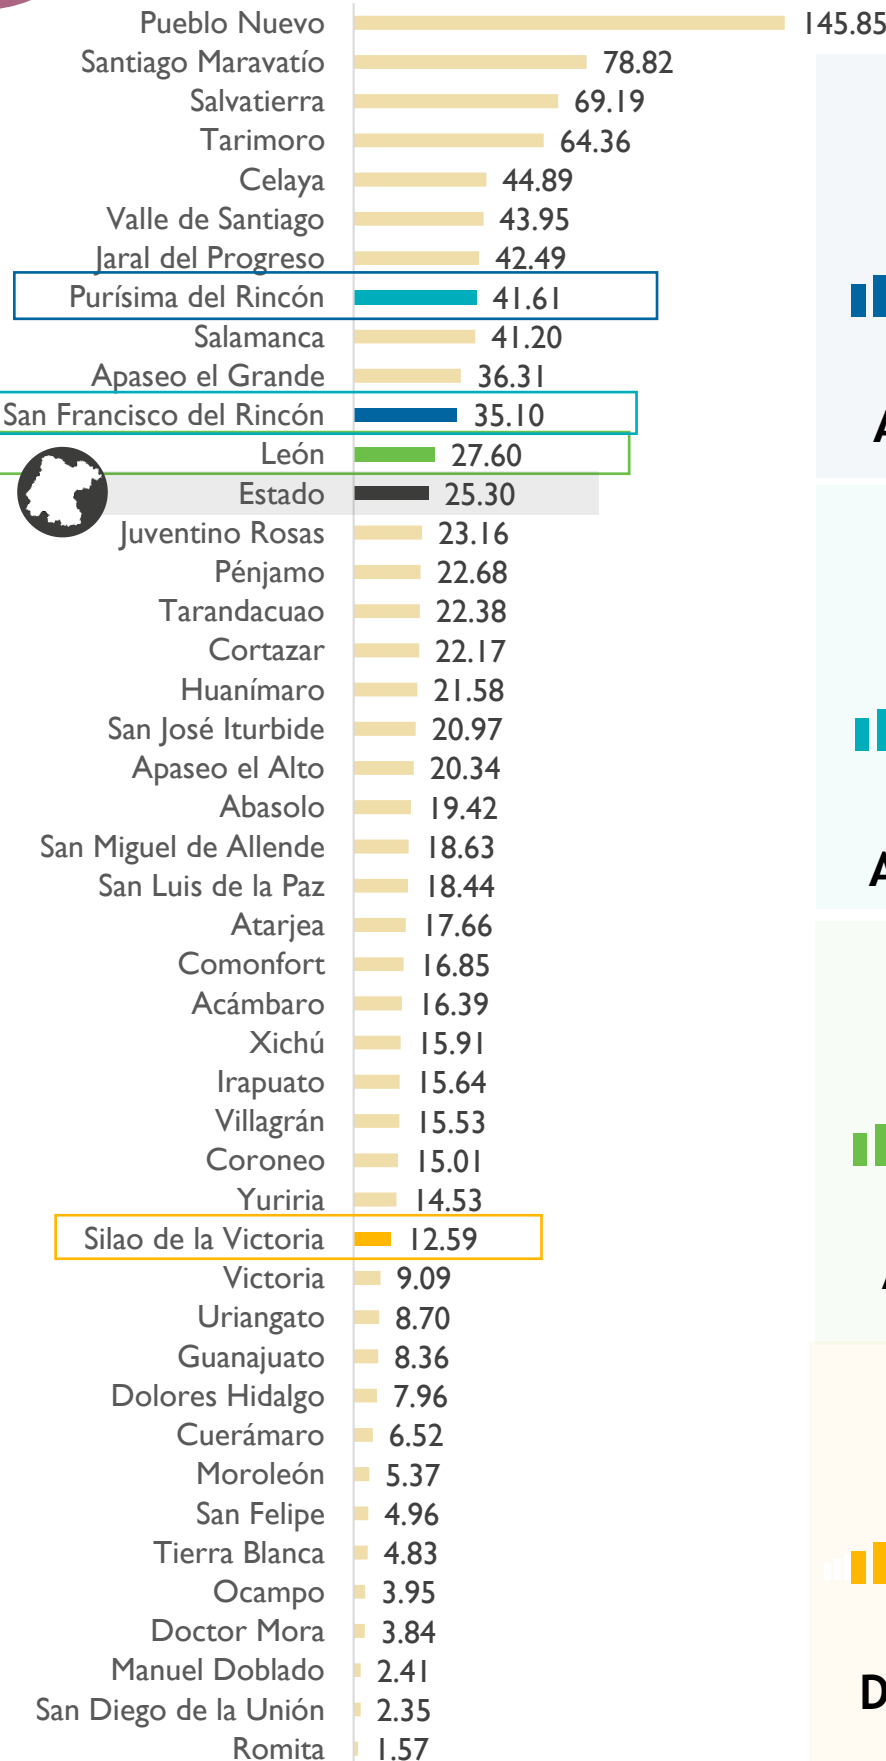 Pueblo Nuevo 145.85
Santiago Maravatío 78.82
Salvatierra 69.19
Tarimoro 64.36
Celaya 44.89
Valle de Santiago 43.95
Jaral del Progreso 42.49
Purísima del Rincón 41.61
Salamanca 41.20
Apaseo el Grande 36.31
San Francisco del Rincón 35.10
León 27.60
Estado 25.30
Juventino Rosas 23.16
Pénjamo 22.68
Tarandacuao 22.38
Cortazar 22.17
Huanímaro 21.58
San José Iturbide 20.97
Apaseo el Alto 20.34
Abasolo 19.42
San Miguel de Allende 18.63
San Luis de la Paz 18.44
Atarjea 17.66
Comonfort 16.85
Acámbaro 16.39
Xichú 15.91
Irapuato 15.64
Villagrán 15.53
Coroneo 15.01
Yuriria 14.53
Silao de la Victoria 12.59
Victoria 9.09
Uriangato 8.70
Guanajuato 8.36
Dolores Hidalgo 7.96
Cuerámaro 6.52
Moroleón 5.37
San Felipe 4.96
Tierra Blanca 4.83
Ocampo 3.95
Doctor Mora 3.84
Manuel Doblado 2.41
San Diego de la Unión 2.35
Romita 1.57